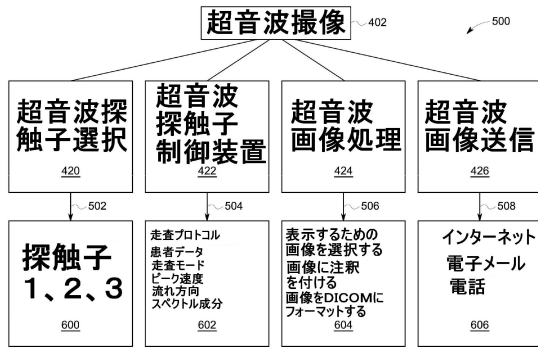 超音波撮像
402
500
超音波探
触子選択
420
超音波
探触子
制御装置
422
超音波
画像処理
424
超音波
画像送信
426
502
504
506
508
探触子
1、2、3
600
走査プロトコル
患者データ
走査モード
ピーク速度
流れ方向
スペクトル成分
602
表示するための
画像を選択する
画像に注釈
を付ける
画像をDICOMに
フォーマットする
604
インターネット
電子メール
電話
606